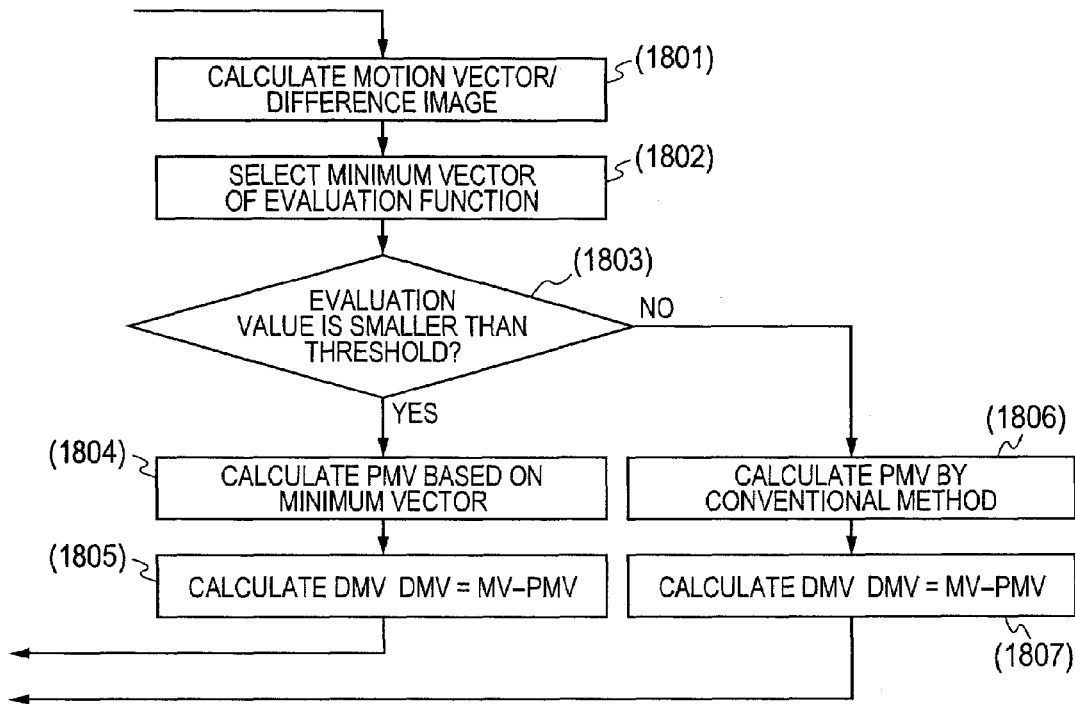 (1801)
CALCULATE MOTION VECTOR/
DIFFERENCE IMAGE
(1802)
SELECT MINIMUM VECTOR
OF EVALUATION FUNCTION
(1803)
EVALUATION
VALUE IS SMALLER THAN
THRESHOLD?
NO
YES
(1804)
CALCULATE PMV BASED ON
MINIMUM VECTOR
(1806)
CALCULATE PMV BY
CONVENTIONAL METHOD
(1805)
CALCULATE DMV DMV = MV–PMV
CALCULATE DMV DMV = MV–PMV
(1807)